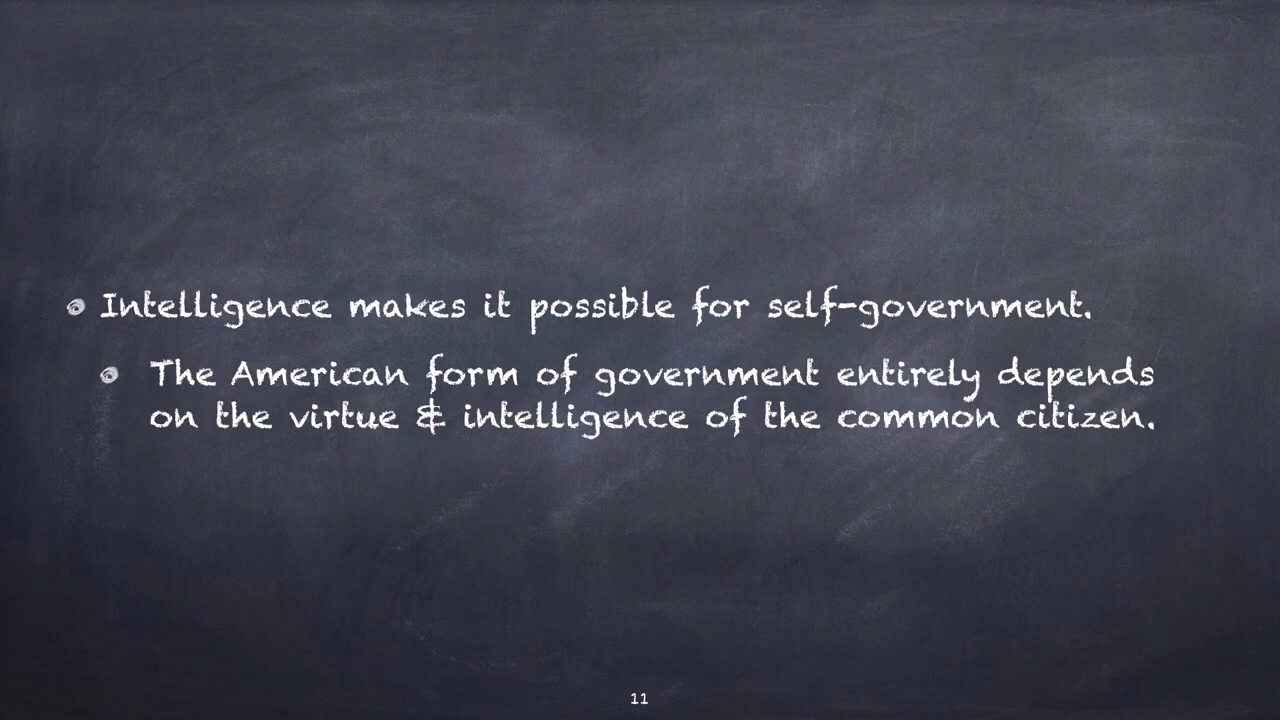 Intelligence makes it possible for self-government.
The American form of government entirely depends
on the virtue & intelligence of the common citizen.
11